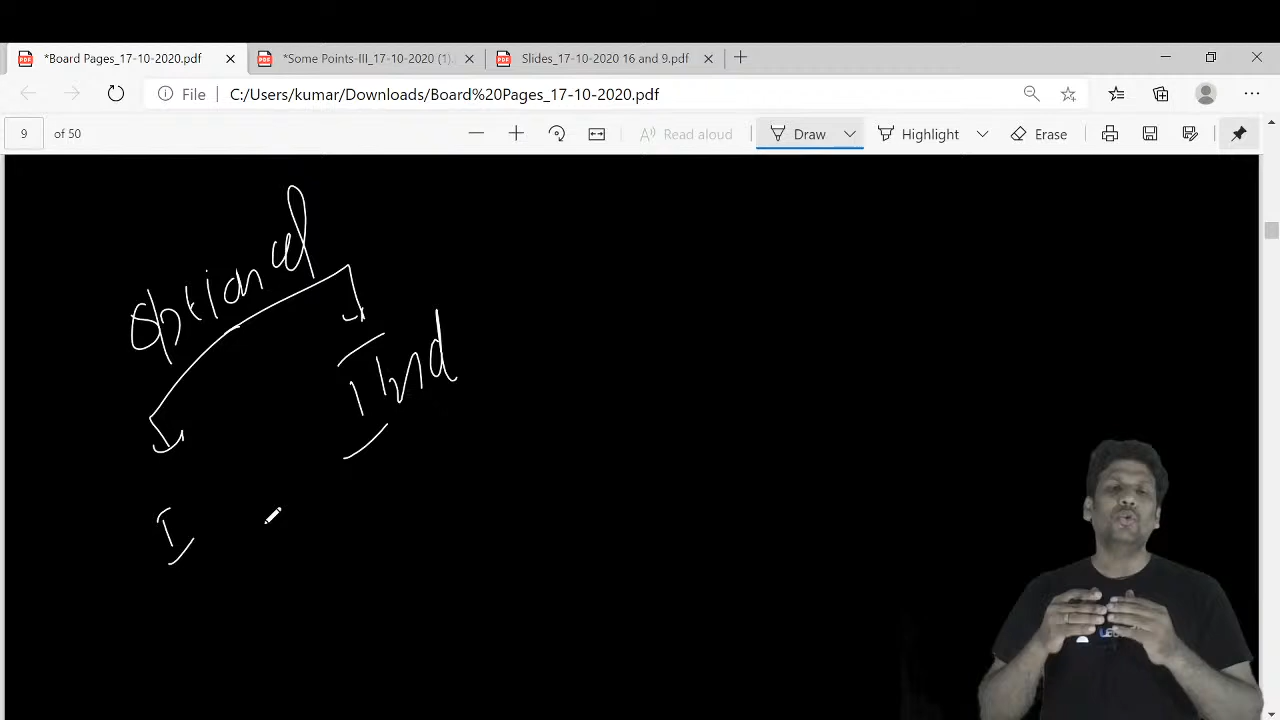 *Board Pages_17-10-2020.pdf
*Some Points-III_17-10-2020 (1).
Slides_17-10-2020 16 and 9.pdf
File C:/Users/kumar/Downloads/Board%20Pages_17-10-2020.pdf
9 of 50 Read aloud Draw Highlight Erase
optional
IInd
I